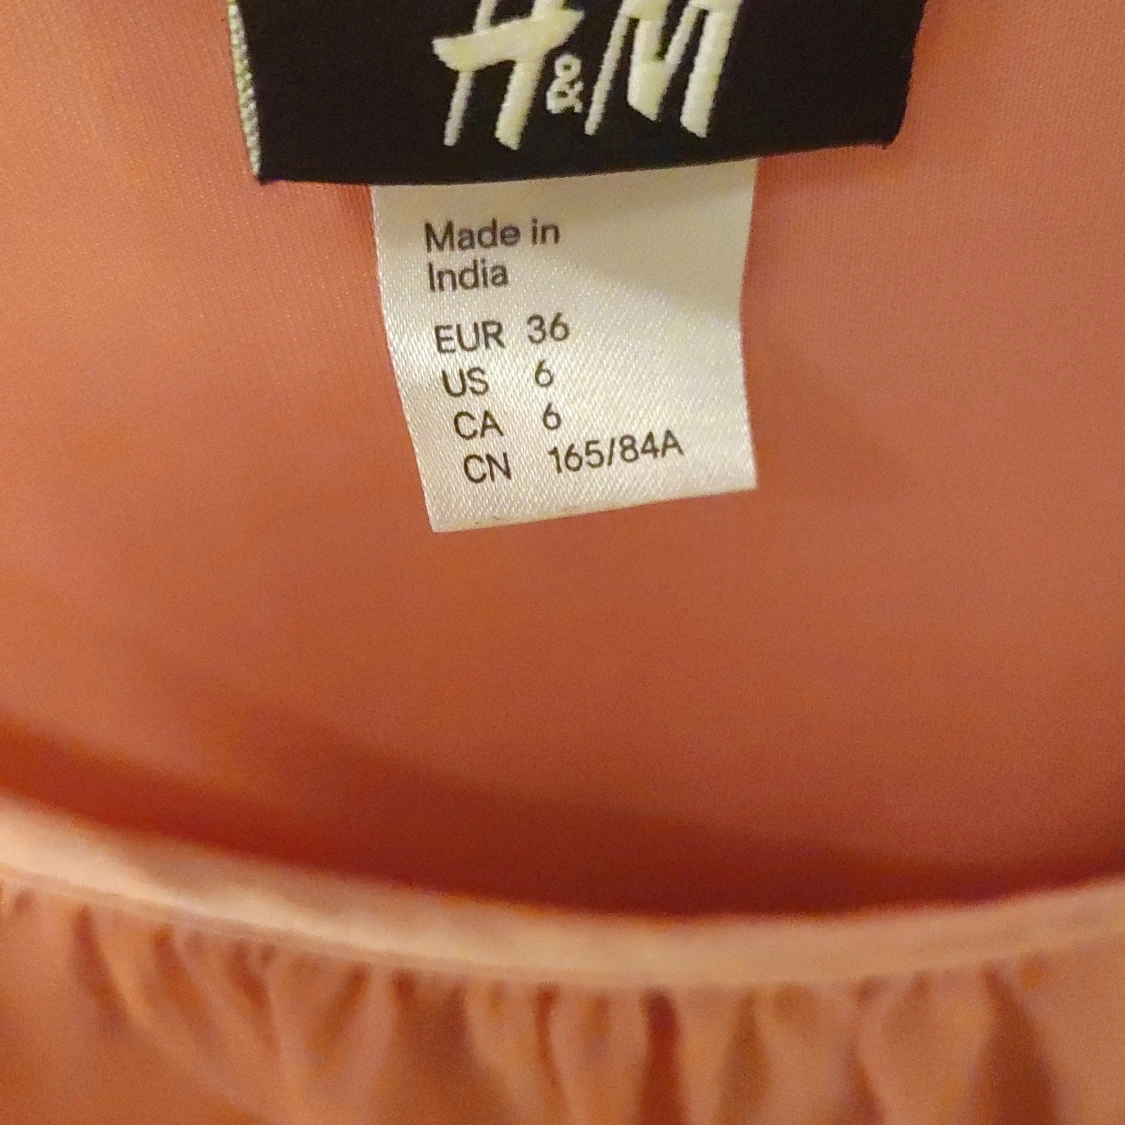 H&M
Made in
India
EUR 36
US 6
CA 6
CN 165/84A